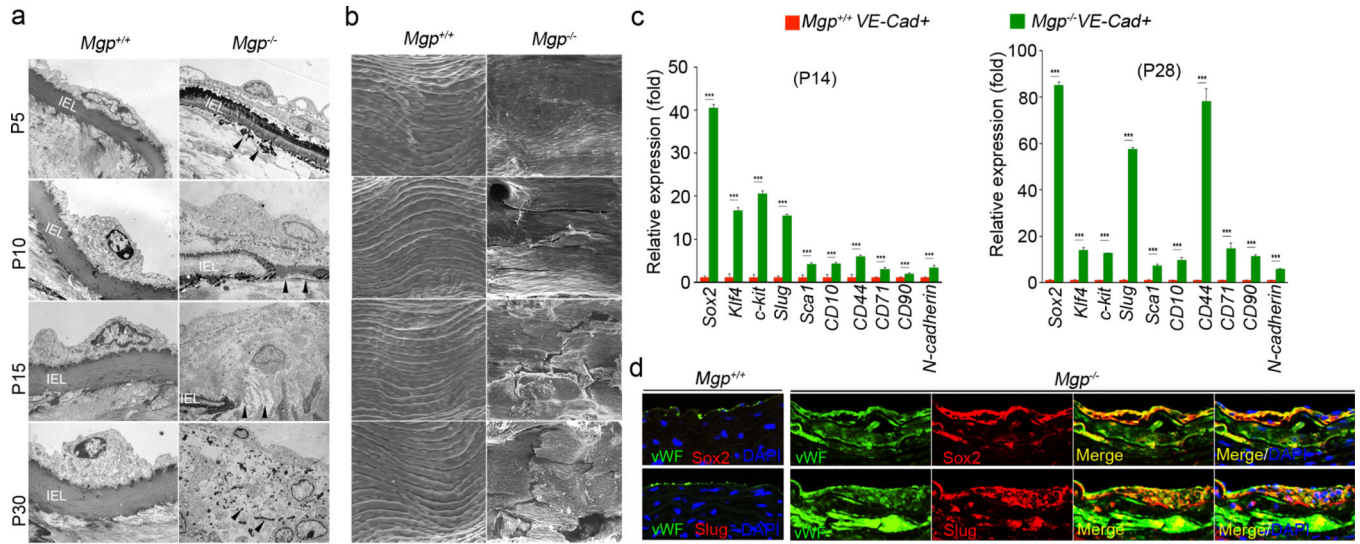 a
Mgp+/+ Mgp-/-
P5
IEL
P10
IEL
IEL
P15
IEL
IEL
P30
IEL
b
Mgp+/+ Mgp-/-
c
Mgp+/+ VE-Cad+ Mgp-/- VE-Cad+
(P14)
Relative expression (fold)
50
40
30
20
10
0
*** *** *** *** *** *** *** *** *** ***
Sox2 Klf4 c-kit Slug Sca1 CD10 CD44 CD71 CD90 N-cadherin
(P28)
Relative expression (fold)
100
80
60
40
20
0
*** *** *** *** *** *** *** *** *** ***
Sox2 Klf4 c-kit Slug Sca1 CD10 CD44 CD71 CD90 N-cadherin
d
Mgp+/+ Mgp-/-
vWF Sox2 DAPI vWF Sox2 Merge Merge/DAPI
vWF Slug DAPI vWF Slug Merge Merge/DAPI